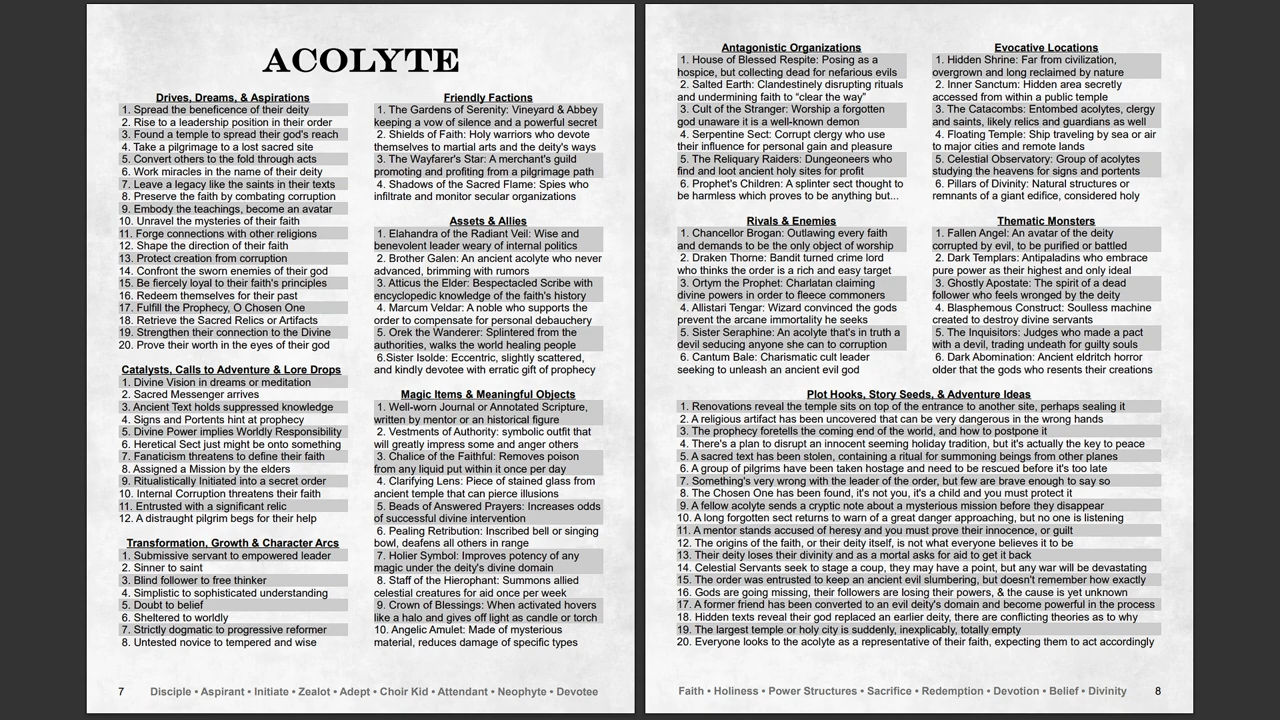 ACOLYTE
Drives, Dreams, & Aspirations
1. Spread the beneficence of their deity
2. Rise to a leadership position in their order
3. Found a temple to spread their god's reach
4. Take a pilgrimage to a lost sacred site
5. Convert others to the fold through acts
6. Work miracles in the name of their deity
7. Leave a legacy like the saints in their texts
8. Preserve the faith by combating corruption
9. Embody the teachings, become an avatar
10. Unravel the mysteries of their faith
11. Forge connections with other religions
12. Shape the direction of their faith
13. Protect creation from corruption
14. Confront the sworn enemies of their god
15. Be fiercely loyal to their faith's principles
16. Redeem themselves for their past
17. Fulfill the Prophecy, O Chosen One
18. Retrieve the Sacred Relics or Artifacts
19. Strengthen their connection to the Divine
20. Prove their worth in the eyes of their god
Catalysts, Calls to Adventure & Lore Drops
1. Divine Vision in dreams or meditation
2. Sacred Messenger arrives
3. Ancient Text holds suppressed knowledge
4. Signs and Portents hint at prophecy
5. Divine Power implies Worldly Responsibility
6. Heretical Sect just might be onto something
7. Fanaticism threatens to define their faith
8. Assigned a Mission by the elders
9. Ritualistically Initiated into a secret order
10. Internal Corruption threatens their faith
11. Entrusted with a significant relic
12. A distraught pilgrim begs for their help
Transformation, Growth & Character Arcs
1. Submissive servant to empowered leader
2. Sinner to saint
3. Blind follower to free thinker
4. Simplistic to sophisticated understanding
5. Doubt to belief
6. Sheltered to worldly
7. Strictly dogmatic to progressive reformer
8. Untested novice to tempered and wise
Friendly Factions
1. The Gardens of Serenity: Vineyard & Abbey
keeping a vow of silence and a powerful secret
2. Shields of Faith: Holy warriors who devote
themselves to martial arts and the deity's ways
3. The Wayfarer's Star: A merchant's guild
promoting and profiting from a pilgrimage path
4. Shadows of the Sacred Flame: Spies who
infiltrate and monitor secular organizations
Assets & Allies
1. Elahandra of the Radiant Veil: Wise and
benevolent leader weary of internal politics
2. Brother Galen: An ancient acolyte who never
advanced, brimming with rumors
3. Atticus the Elder: Bespectacled Scribe with
encyclopedic knowledge of the faith's history
4. Marcum Veldar: A noble who supports the
order to compensate for personal debauchery
5. Orek the Wanderer: Splintered from the
authorities, walks the world healing people
6.Sister Isolde: Eccentric, slightly scattered,
and kindly devotee with erratic gift of prophecy
Magic Items & Meaningful Objects
1. Well-worn Journal or Annotated Scripture,
written by mentor or an historical figure
2. Vestments of Authority: symbolic outfit that
will greatly impress some and anger others
3. Chalice of the Faithful: Removes poison
from any liquid put within it once per day
4. Clarifying Lens: Piece of stained glass from
ancient temple that can pierce illusions
5. Beads of Answered Prayers: Increases odds
of successful divine intervention
6. Pealing Retribution: Inscribed bell or singing
bowl, deafens all others in range
7. Holier Symbol: Improves potency of any
magic under the deity's divine domain
8. Staff of the Hierophant: Summons allied
celestial creatures for aid once per week
9. Crown of Blessings: When activated hovers
like a halo and gives off light as candle or torch
10. Angelic Amulet: Made of mysterious
material, reduces damage of specific types
7 Disciple • Aspirant • Initiate • Zealot • Adept • Choir Kid • Attendant • Neophyte • Devotee
Antagonistic Organizations
1. House of Blessed Respite: Posing as a
hospice, but collecting dead for nefarious evils
2. Salted Earth: Clandestinely disrupting rituals
and undermining faith to “clear the way”
3. Cult of the Stranger: Worship a forgotten
god unaware it is a well-known demon
4. Serpentine Sect: Corrupt clergy who use
their influence for personal gain and pleasure
5. The Reliquary Raiders: Dungeoneers who
find and loot ancient holy sites for profit
6. Prophet's Children: A splinter sect thought to
be harmless which proves to be anything but...
Evocative Locations
1. Hidden Shrine: Far from civilization,
overgrown and long reclaimed by nature
2. Inner Sanctum: Hidden area secretly
accessed from within a public temple
3. The Catacombs: Entombed acolytes, clergy
and saints, likely relics and guardians as well
4. Floating Temple: Ship traveling by sea or air
to major cities and remote lands
5. Celestial Observatory: Group of acolytes
studying the heavens for signs and portents
6. Pillars of Divinity: Natural structures or
remnants of a giant edifice, considered holy
Rivals & Enemies
1. Chancellor Brogan: Outlawing every faith
and demands to be the only object of worship
2. Draken Thorne: Bandit turned crime lord
who thinks the order is a rich and easy target
3. Ortym the Prophet: Charlatan claiming
divine powers in order to fleece commoners
4. Allistari Tengar: Wizard convinced the gods
prevent the arcane immortality he seeks
5. Sister Seraphine: An acolyte that's in truth a
devil seducing anyone she can to corruption
6. Cantum Bale: Charismatic cult leader
seeking to unleash an ancient evil god
Thematic Monsters
1. Fallen Angel: An avatar of the deity
corrupted by evil, to be purified or battled
2. Dark Templars: Antipaladins who embrace
pure power as their highest and only ideal
3. Ghostly Apostate: The spirit of a dead
follower who feels wronged by the deity
4. Blasphemous Construct: Soulless machine
created to destroy divine servants
5. The Inquisitors: Judges who made a pact
with a devil, trading undeath for guilty souls
6. Dark Abomination: Ancient eldritch horror
older that the gods who resents their creations
Plot Hooks, Story Seeds, & Adventure Ideas
1. Renovations reveal the temple sits on top of the entrance to another site, perhaps sealing it
2. A religious artifact has been uncovered that can be very dangerous in the wrong hands
3. The prophecy foretells the coming end of the world, and how to postpone it
4. There's a plan to disrupt an innocent seeming holiday tradition, but it's actually the key to peace
5. A sacred text has been stolen, containing a ritual for summoning beings from other planes
6. A group of pilgrims have been taken hostage and need to be rescued before it's too late
7. Something's very wrong with the leader of the order, but few are brave enough to say so
8. The Chosen One has been found, it's not you, it's a child and you must protect it
9. A fellow acolyte sends a cryptic note about a mysterious mission before they disappear
10. A long forgotten sect returns to warn of a great danger approaching, but no one is listening
11. A mentor stands accused of heresy and you must prove their innocence, or guilt
12. The origins of the faith, or their deity itself, is not what everyone believes it to be
13. Their deity loses their divinity and as a mortal asks for aid to get it back
14. Celestial Servants seek to stage a coup, they may have a point, but any war will be devastating
15. The order was entrusted to keep an ancient evil slumbering, but doesn't remember how exactly
16. Gods are going missing, their followers are losing their powers, & the cause is yet unknown
17. A former friend has been converted to an evil deity's domain and become powerful in the process
18. Hidden texts reveal their god replaced an earlier deity, there are conflicting theories as to why
19. The largest temple or holy city is suddenly, inexplicably, totally empty
20. Everyone looks to the acolyte as a representative of their faith, expecting them to act accordingly
Faith • Holiness • Power Structures • Sacrifice • Redemption • Devotion • Belief • Divinity 8